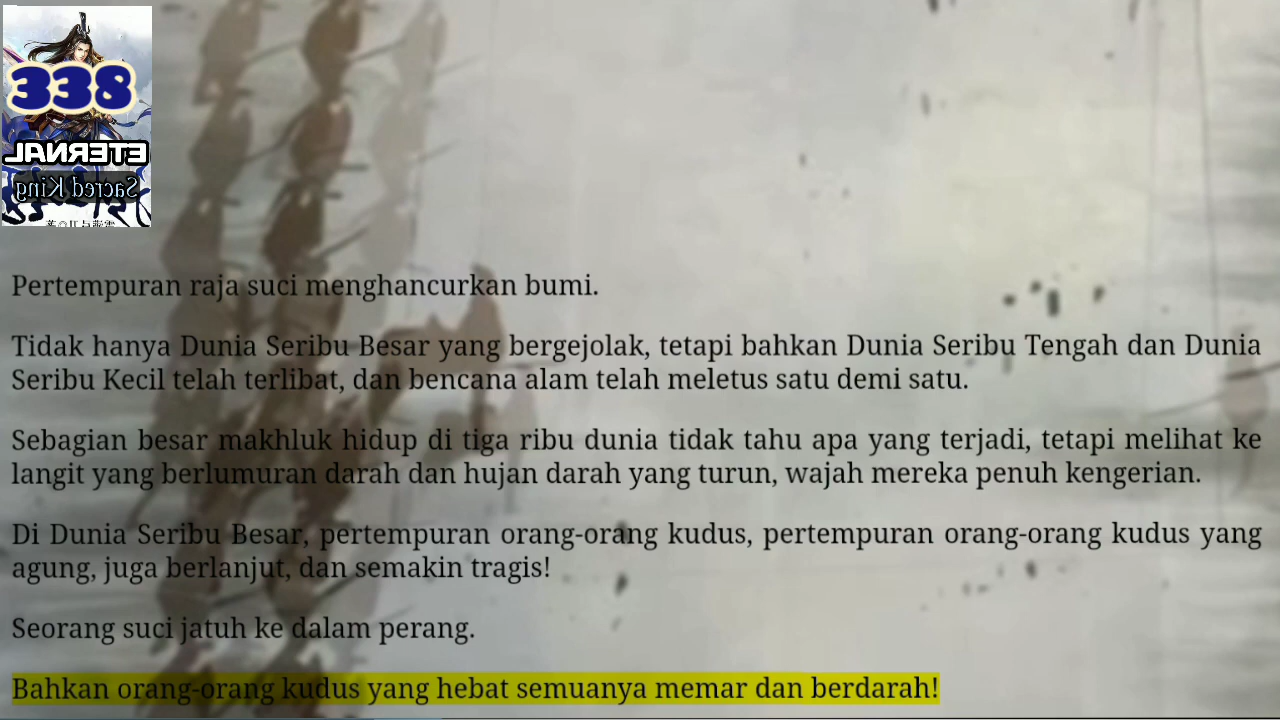 338
ETERNAL
Sacred King
Pertempuran raja suci menghancurkan bumi.
Tidak hanya Dunia Seribu Besar yang bergejolak, tetapi bahkan Dunia Seribu Tengah dan Dunia
Seribu Kecil telah terlibat, dan bencana alam telah meletus satu demi satu.
Sebagian besar makhluk hidup di tiga ribu dunia tidak tahu apa yang terjadi, tetapi melihat ke
langit yang berlumuran darah dan hujan darah yang turun, wajah mereka penuh kengerian.
Di Dunia Seribu Besar, pertempuran orang-orang kudus, pertempuran orang-orang kudus yang
agung, juga berlanjut, dan semakin tragis!
Seorang suci jatuh ke dalam perang.
Bahkan orang-orang kudus yang hebat semuanya memar dan berdarah!